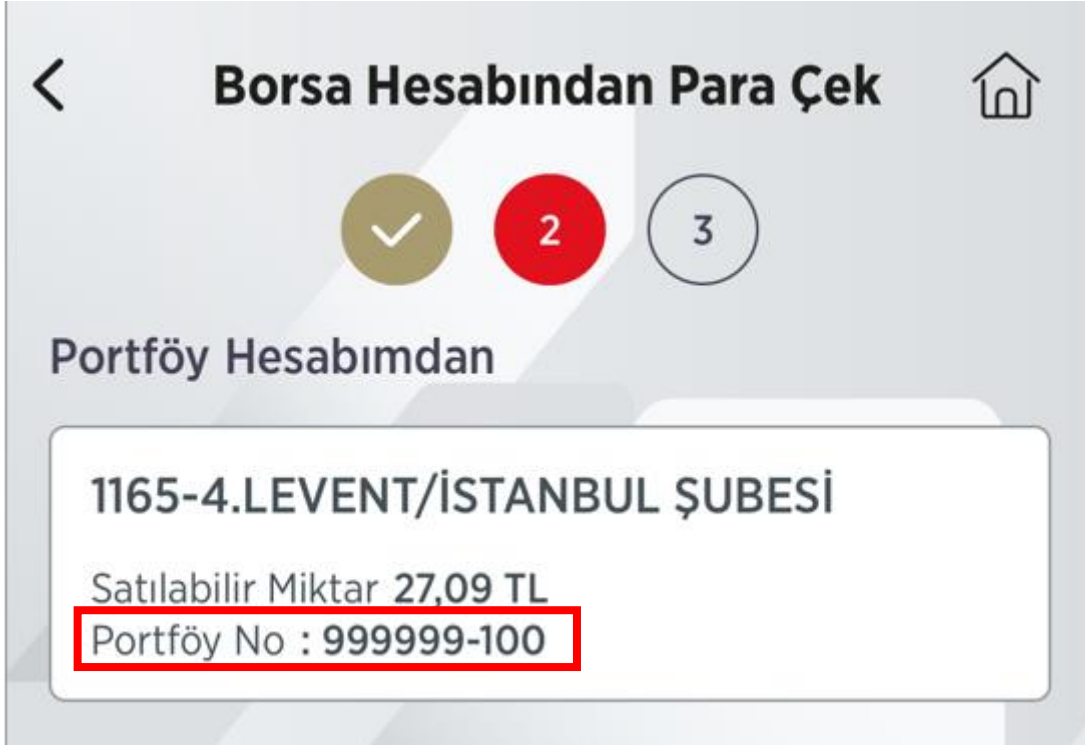 Borsa Hesabından Para Çek
2 3
Portföy Hesabımdan
1165-4.LEVENT/İSTANBUL ŞUBESİ
Satılabilir Miktar 27,09 TL
Portföy No : 999999-100